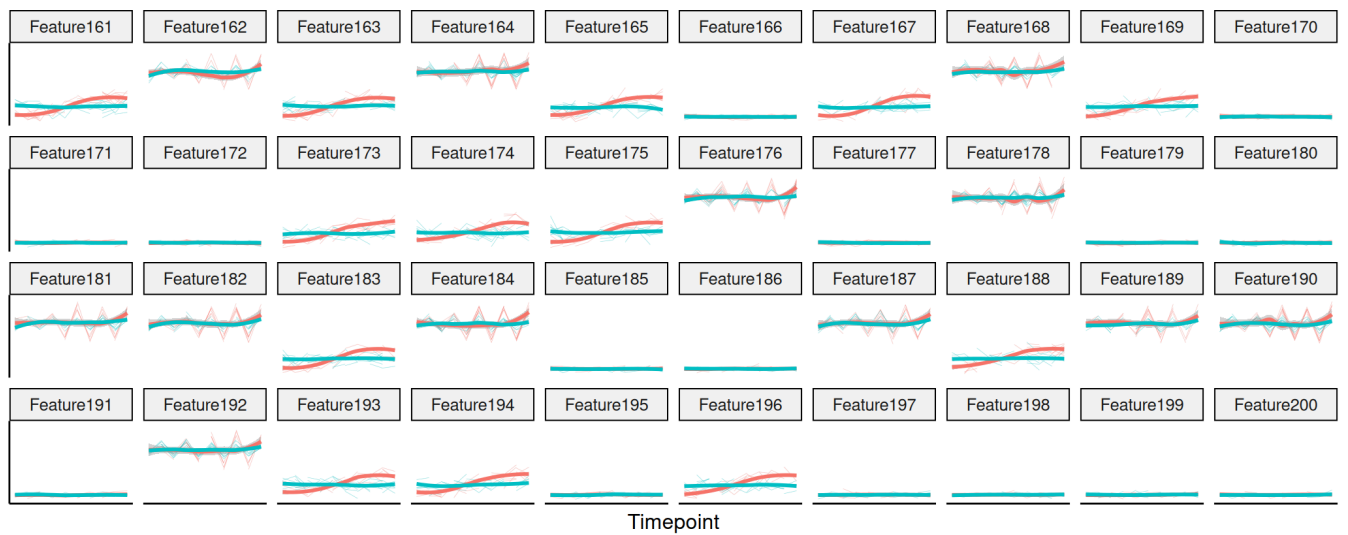 Feature161 Feature162 Feature163 Feature164 Feature165 Feature166 Feature167 Feature168 Feature169 Feature170
Feature171 Feature172 Feature173 Feature174 Feature175 Feature176 Feature177 Feature178 Feature179 Feature180
Feature181 Feature182 Feature183 Feature184 Feature185 Feature186 Feature187 Feature188 Feature189 Feature190
Feature191 Feature192 Feature193 Feature194 Feature195 Feature196 Feature197 Feature198 Feature199 Feature200
Timepoint